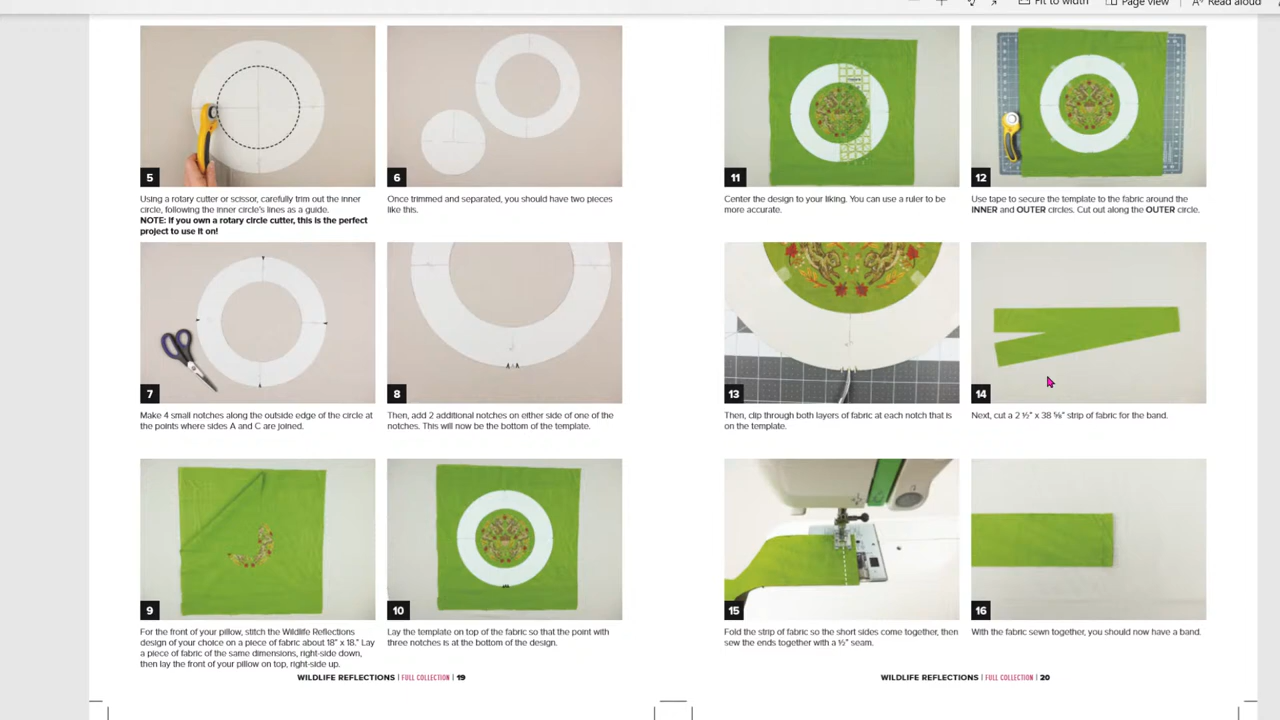 Fit to width
Page view
Read aloud
5
Using a rotary cutter or scissor, carefully trim out the inner
circle, following the inner circle's lines as a guide.
NOTE: If you own a rotary circle cutter, this is the perfect
project to use it on!
6
Once trimmed and separated, you should have two pieces
like this.
7
Make 4 small notches along the outside edge of the circle at
the points where sides A and C are joined.
8
Then, add 2 additional notches on either side of one of the
notches. This will now be the bottom of the template.
9
For the front of your pillow, stitch the Wildlife Reflections
design of your choice on a piece of fabric about 18" x 18." Lay
a piece of fabric of the same dimensions, right-side down,
then lay the front of your pillow on top, right-side up.
10
Lay the template on top of the fabric so that the point with
three notches is at the bottom of the design.
WILDLIFE REFLECTIONS | FULL COLLECTION | 19
11
Center the design to your liking. You can use a ruler to be
more accurate.
12
Use tape to secure the template to the fabric around the
INNER and OUTER circles. Cut out along the OUTER circle.
13
Then, clip through both layers of fabric at each notch that is
on the template.
14
Next, cut a 2 ½" x 38 ⅝" strip of fabric for the band.
15
Fold the strip of fabric so the short sides come together, then
sew the ends together with a ½" seam.
16
With the fabric sewn together, you should now have a band.
WILDLIFE REFLECTIONS | FULL COLLECTION | 20